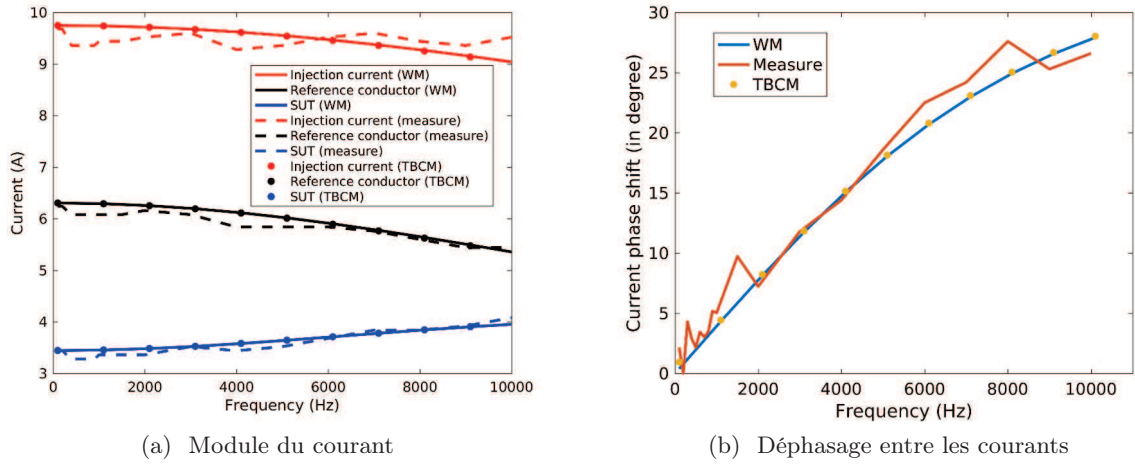 10
9
8
7
6
5
4
3
0
2000
4000
6000
8000
10000
Current (A)
Frequency (Hz)
Injection current (WM)
Reference conductor (WM)
SUT (WM)
Injection current (measure)
Reference conductor (measure)
SUT (measure)
Injection current (TBCM)
Reference conductor (TBCM)
SUT (TBCM)
(a) Module du courant
30
25
20
15
10
5
0
0
2000
4000
6000
8000
10000
Current phase shift (in degree)
Frequency (Hz)
WM
Measure
TBCM
(b) Déphasage entre les courants